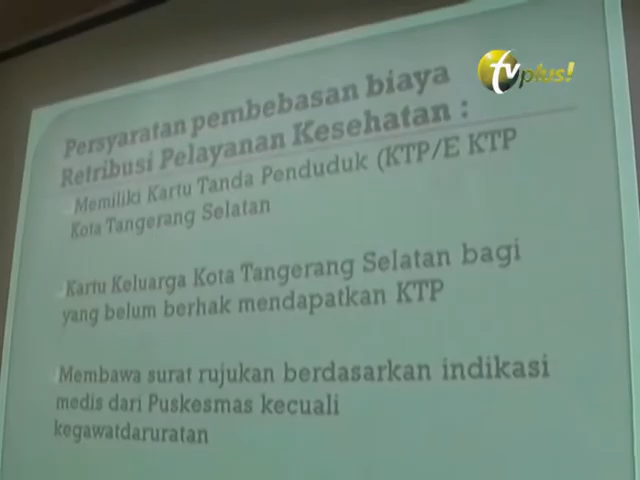 tvplus!
Persyaratan pembebasan biaya
Retribusi Pelayanan Kesehatan :
Memiliki Kartu Tanda Penduduk (KTP/E KTP
Kota Tangerang Selatan
Kartu Keluarga Kota Tangerang Selatan bagi
yang belum berhak mendapatkan KTP
Membawa surat rujukan berdasarkan indikasi
medis dari Puskesmas kecuali
kegawatdaruratan